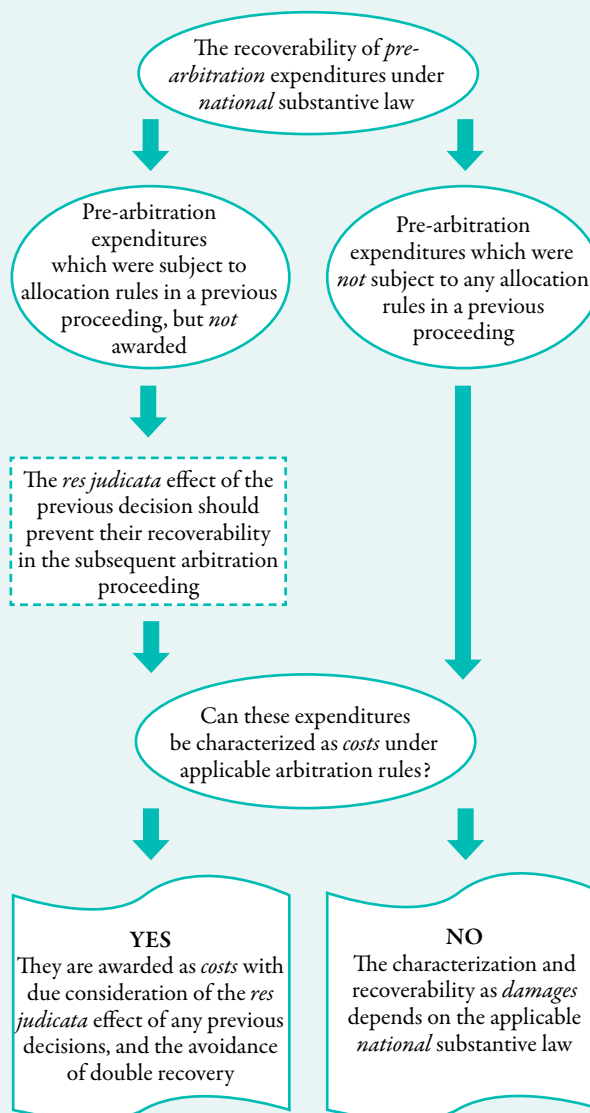 The recoverability of pre-
arbitration expenditures under
national substantive law
Pre-arbitration
expenditures
which were subject to
allocation rules in a previous
proceeding, but not
awarded
Pre-arbitration
expenditures which were
not subject to any allocation
rules in a previous
proceeding
The res judicata effect of the
previous decision should
prevent their recoverability
in the subsequent arbitration
proceeding
Can these expenditures
be characterized as costs under
applicable arbitration rules?
YES
They are awarded as costs with
due consideration of the res
judicata effect of any previous
decisions, and the avoidance
of double recovery
NO
The characterization and
recoverability as damages
depends on the applicable
national substantive law